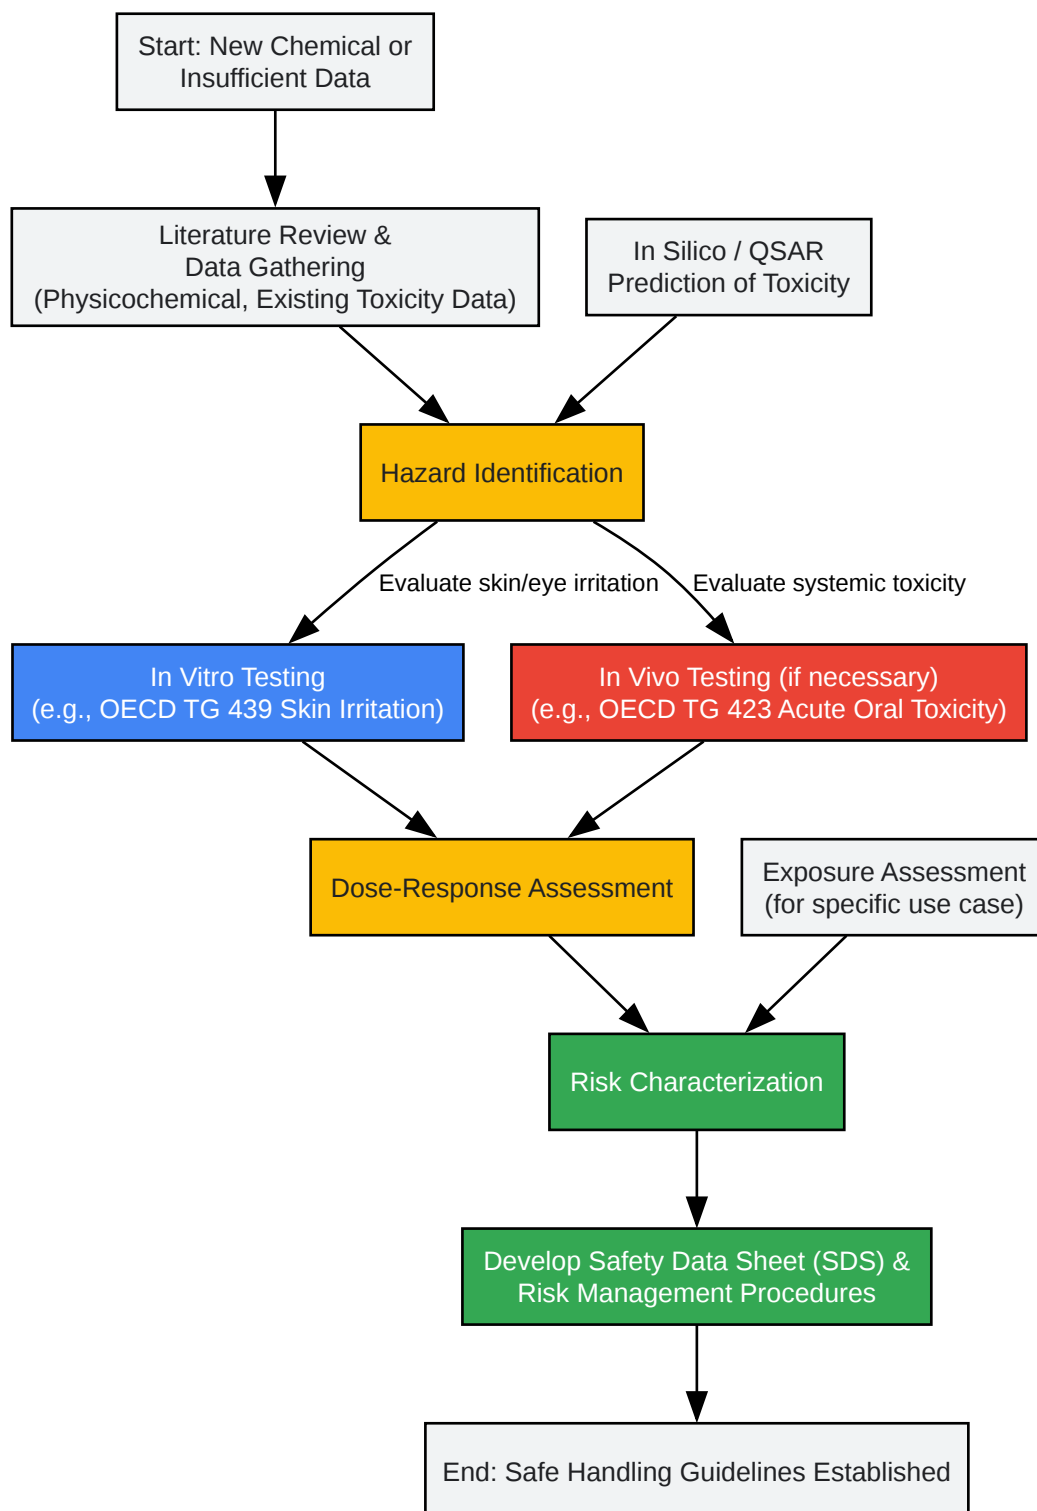 Start: New Chemical or
Insufficient Data
Literature Review &
Data Gathering
(Physicochemical, Existing Toxicity Data)
In Silico / QSAR
Prediction of Toxicity
Hazard Identification
Evaluate skin/eye irritation
Evaluate systemic toxicity
In Vitro Testing
(e.g., OECD TG 439 Skin Irritation)
In Vivo Testing (if necessary)
(e.g., OECD TG 423 Acute Oral Toxicity)
Dose-Response Assessment
Exposure Assessment
(for specific use case)
Risk Characterization
Develop Safety Data Sheet (SDS) &
Risk Management Procedures
End: Safe Handling Guidelines Established